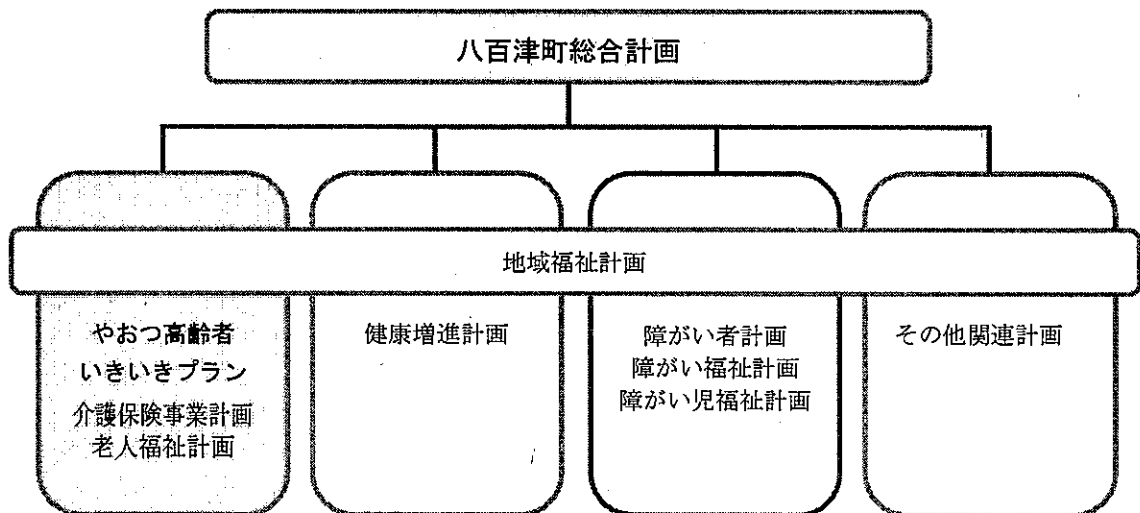 八百津町総合計画
地域福祉計画
やおつ高齢者
いきいきプラン
介護保険事業計画
老人福祉計画
健康増進計画
障がい者計画
障がい福祉計画
障がい児福祉計画
その他関連計画